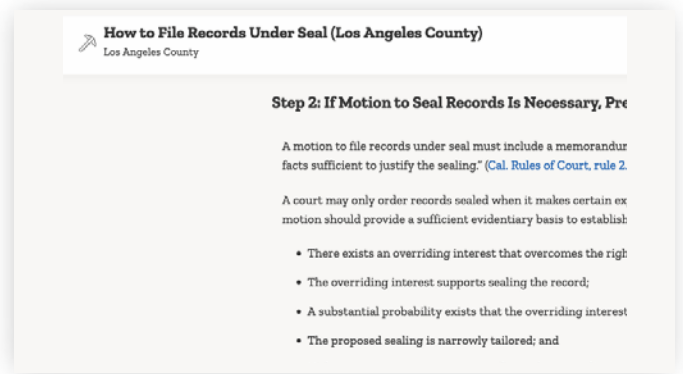 How to File Records Under Seal (Los Angeles County)
Los Angeles County
Step 2: If Motion to Seal Records Is Necessary, Pre
A motion to file records under seal must include a memorandum
facts sufficient to justify the sealing." (Cal. Rules of Court, rule 2.
A court may only order records sealed when it makes certain ex
motion should provide a sufficient evidentiary basis to establish
• There exists an overriding interest that overcomes the righ
• The overriding interest supports sealing the record;
• A substantial probability exists that the overriding interest
• The proposed sealing is narrowly tailored; and